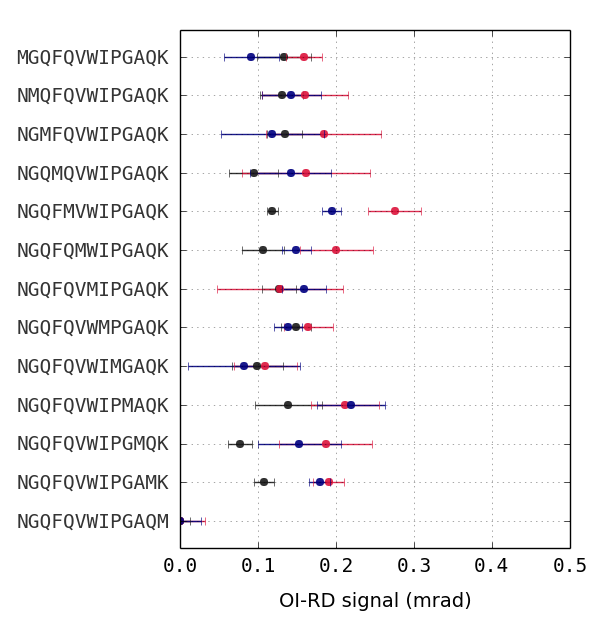 MGQFQVWIPGAQK
NMQFQVWIPGAQK
NGMFQVWIPGAQK
NGQMQVWIPGAQK
NGQFMVWIPGAQK
NGQFQMWIPGAQK
NGQFQVMIPGAQK
NGQFQVWMPGAQK
NGQFQVWIMGAQK
NGQFQVWIPMAQK
NGQFQVWIPGMQK
NGQFQVWIPGAMK
NGQFQVWIPGAQM
0.0 0.1 0.2 0.3 0.4 0.5
OI-RD signal (mrad)